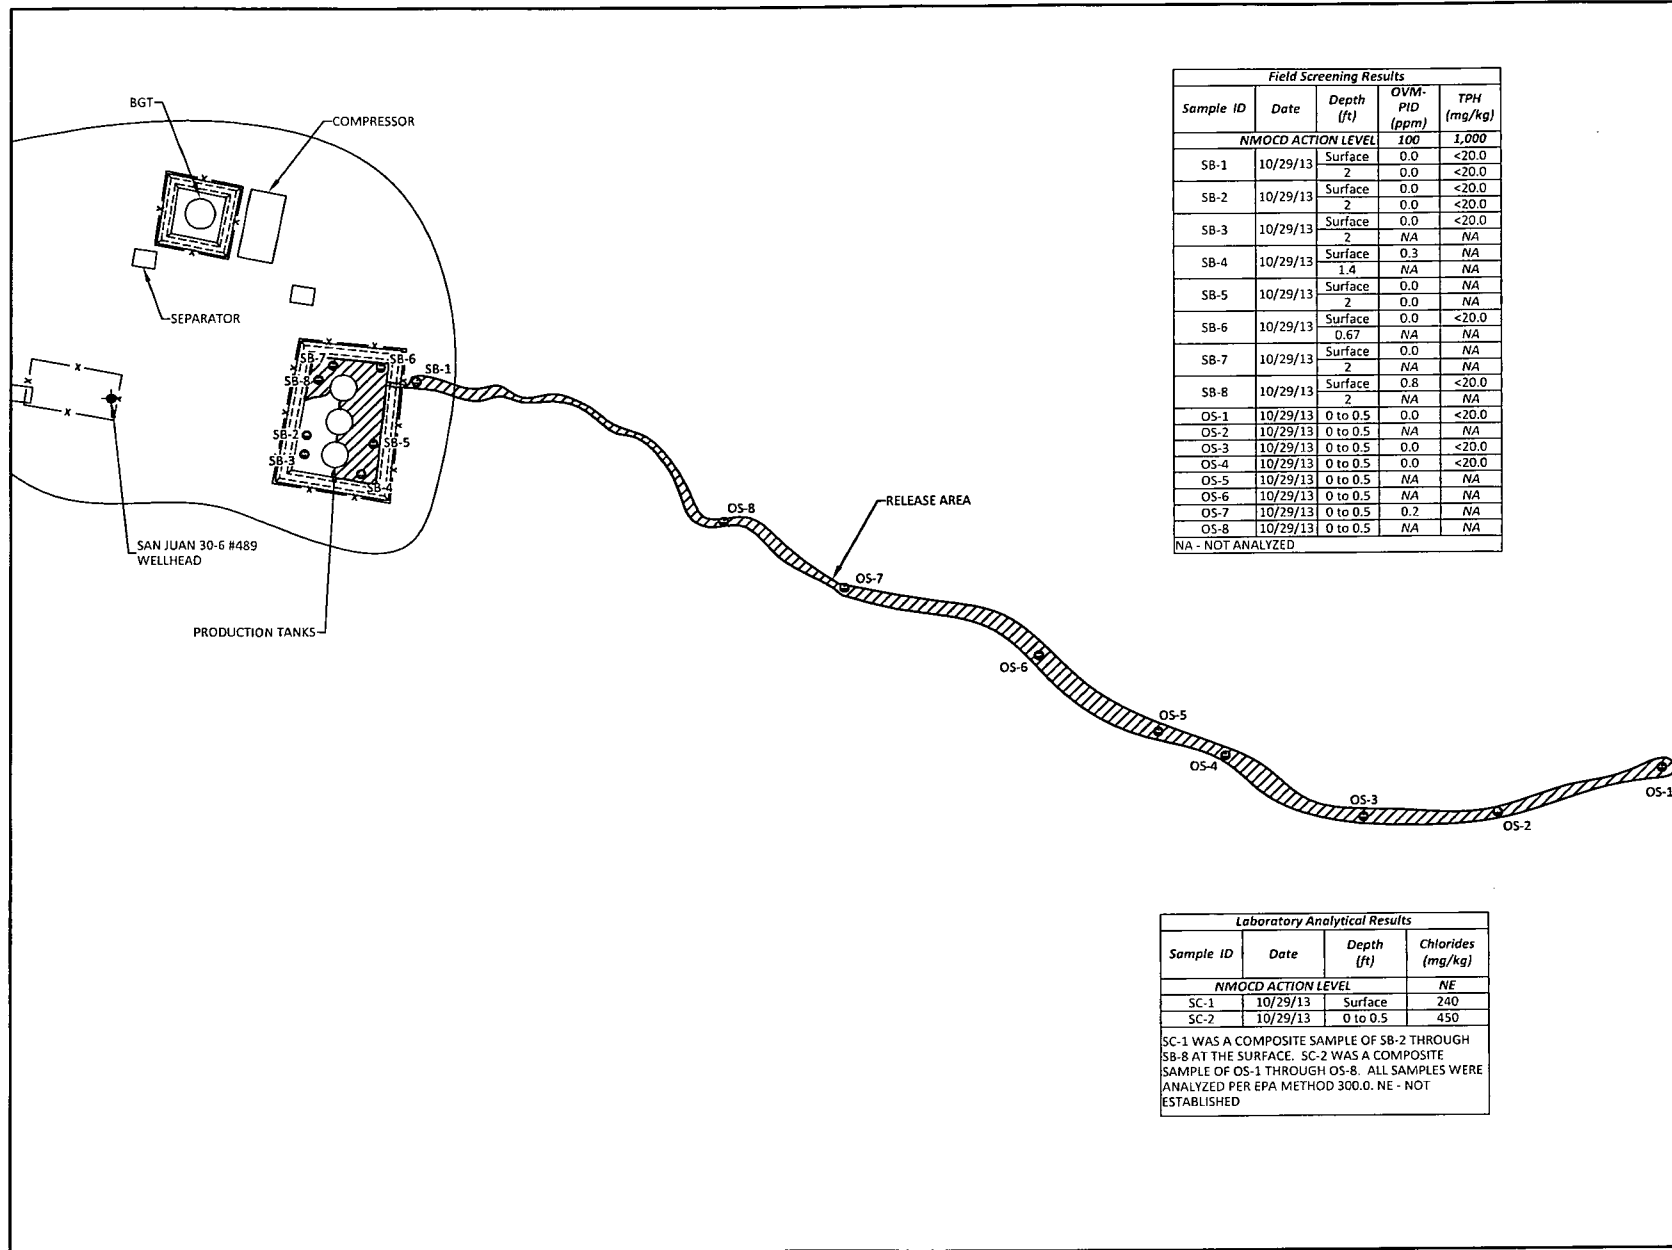 BGT
COMPRESSOR
SEPARATOR
SB-7
SB-6
SB-8
SB-1
SB-2
SB-5
SB-3
SB-4
SAN JUAN 30-6 #489
WELLHEAD
PRODUCTION TANKS
OS-8
RELEASE AREA
OS-7
OS-6
OS-5
OS-4
OS-3
OS-2
OS-1
Field Screening Results
Sample ID Date Depth (ft) OVM-PID (ppm) TPH (mg/kg)
NMOCD ACTION LEVEL 100 1,000
SB-1 10/29/13 Surface 0.0 <20.0
2 0.0 <20.0
SB-2 10/29/13 Surface 0.0 <20.0
2 0.0 <20.0
SB-3 10/29/13 Surface 0.0 <20.0
2 NA NA
SB-4 10/29/13 Surface 0.3 NA
1.4 NA NA
SB-5 10/29/13 Surface 0.0 NA
2 0.0 NA
SB-6 10/29/13 Surface 0.0 <20.0
0.67 NA NA
SB-7 10/29/13 Surface 0.0 NA
2 NA NA
SB-8 10/29/13 Surface 0.8 <20.0
2 NA NA
OS-1 10/29/13 0 to 0.5 0.0 <20.0
OS-2 10/29/13 0 to 0.5 NA NA
OS-3 10/29/13 0 to 0.5 0.0 <20.0
OS-4 10/29/13 0 to 0.5 0.0 <20.0
OS-5 10/29/13 0 to 0.5 NA NA
OS-6 10/29/13 0 to 0.5 NA NA
OS-7 10/29/13 0 to 0.5 0.2 NA
OS-8 10/29/13 0 to 0.5 NA NA
NA - NOT ANALYZED
Laboratory Analytical Results
Sample ID Date Depth (ft) Chlorides (mg/kg)
NMOCD ACTION LEVEL NE
SC-1 10/29/13 Surface 240
SC-2 10/29/13 0 to 0.5 450
SC-1 WAS A COMPOSITE SAMPLE OF SB-2 THROUGH
SB-8 AT THE SURFACE. SC-2 WAS A COMPOSITE
SAMPLE OF OS-1 THROUGH OS-8. ALL SAMPLES WERE
ANALYZED PER EPA METHOD 300.0. NE - NOT
ESTABLISHED